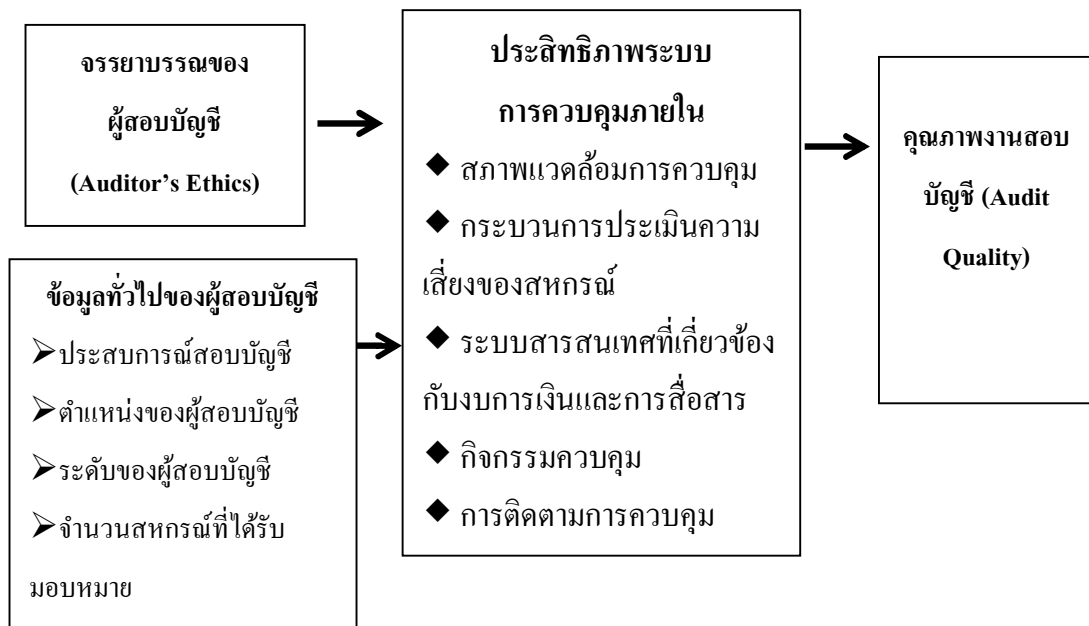 จรรยาบรรณของ
ผู้สอบบัญชี
(Auditor’s Ethics)
ข้อมูลทั่วไปของผู้สอบบัญชี
➢ประสบการณ์สอบบัญชี
➢ตำแหน่งของผู้สอบบัญชี
➢ระดับของผู้สอบบัญชี
➢จำนวนสหกรณ์ที่ได้รับ
มอบหมาย
ประสิทธิภาพระบบ
การควบคุมภายใน
◆ สภาพแวดล้อมการควบคุม
◆ กระบวนการประเมินความ
เสี่ยงของสหกรณ์
◆ ระบบสารสนเทศที่เกี่ยวข้อง
กับงบการเงินและการสื่อสาร
◆ กิจกรรมควบคุม
◆ การติดตามการควบคุม
คุณภาพงานสอบ
บัญชี (Audit
Quality)